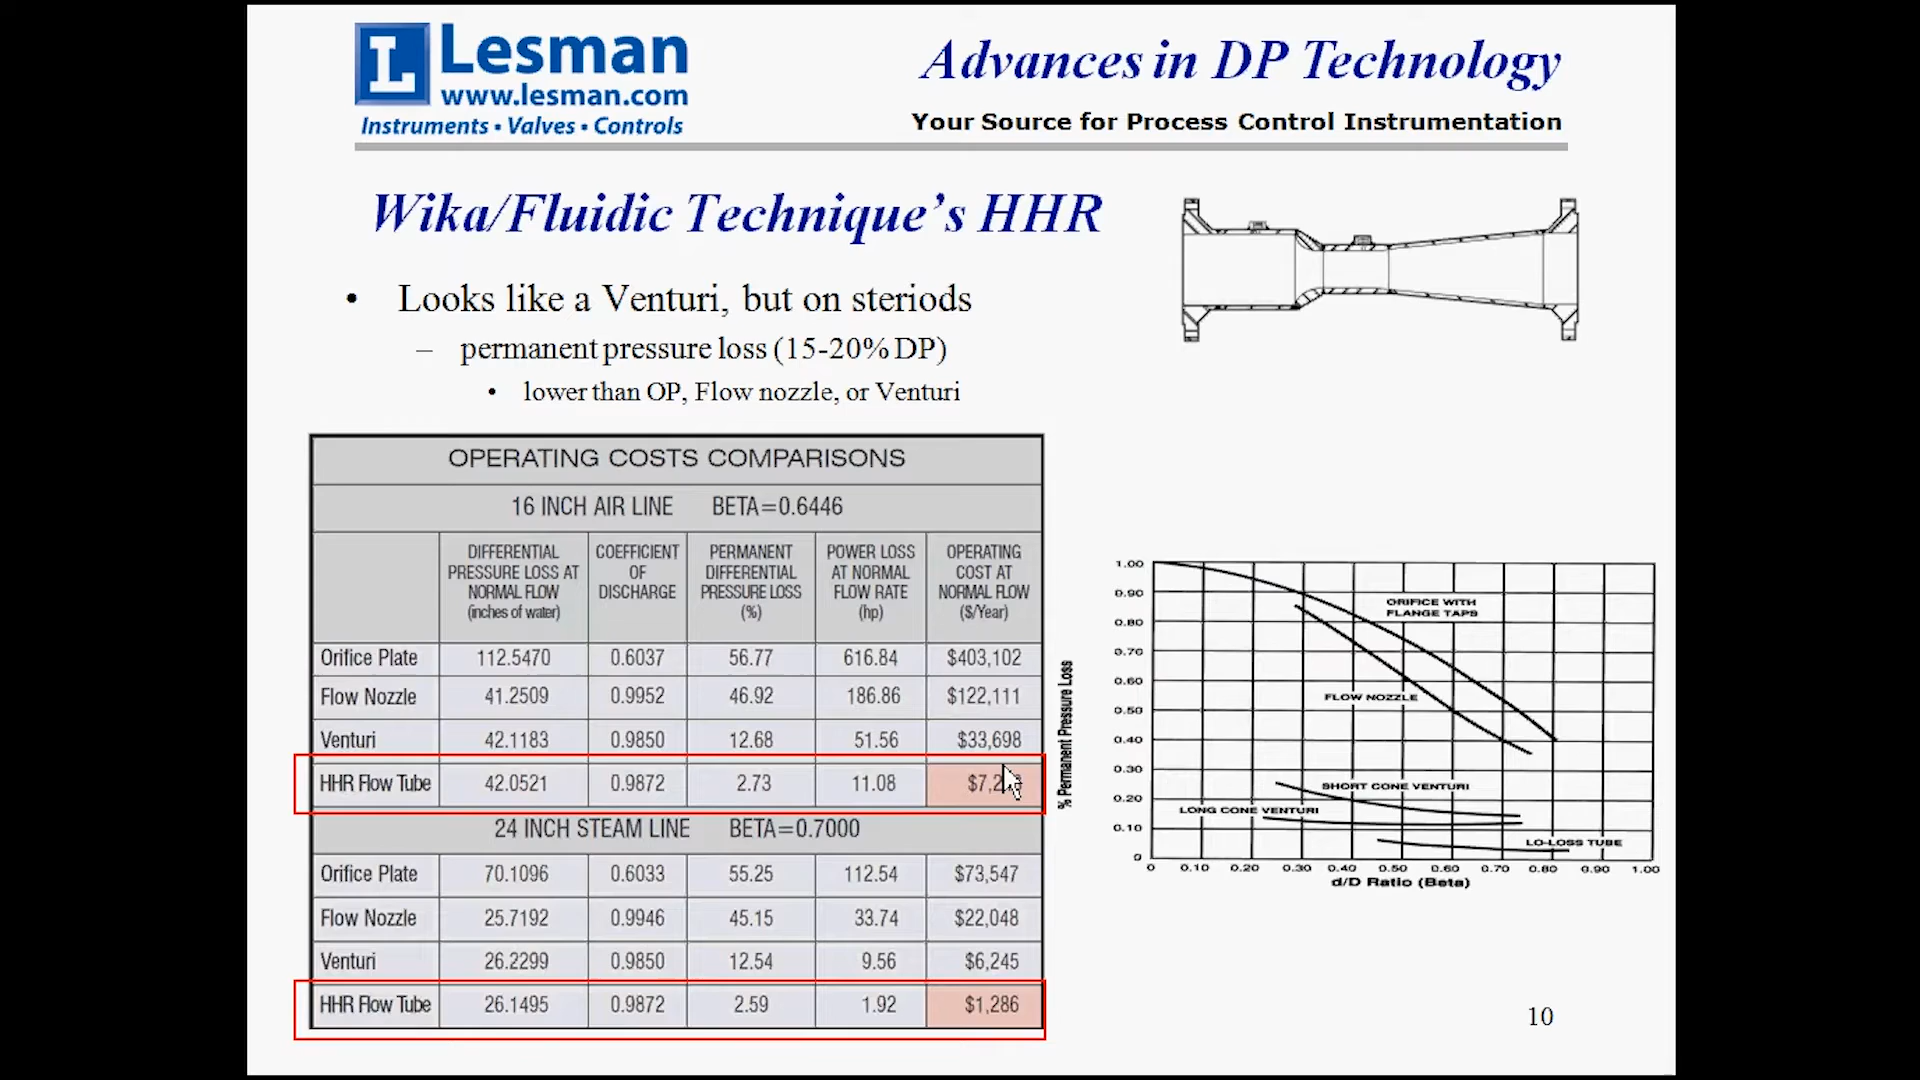 L Lesman
www.lesman.com
Instruments • Valves • Controls
Advances in DP Technology
Your Source for Process Control Instrumentation
Wika/Fluidic Technique's HHR
• Looks like a Venturi, but on steriods
– permanent pressure loss (15-20% DP)
• lower than OP, Flow nozzle, or Venturi
OPERATING COSTS COMPARISONS
16 INCH AIR LINE BETA=0.6446
DIFFERENTIAL PRESSURE LOSS AT NORMAL FLOW (inches of water) COEFFICIENT OF DISCHARGE PERMANENT DIFFERENTIAL PRESSURE LOSS (%) POWER LOSS AT NORMAL FLOW RATE (hp) OPERATING COST AT NORMAL FLOW ($/Year)
Orifice Plate 112.5470 0.6037 56.77 616.84 $403,102
Flow Nozzle 41.2509 0.9952 46.92 186.86 $122,111
Venturi 42.1183 0.9850 12.68 51.56 $33,698
HHR Flow Tube 42.0521 0.9872 2.73 11.08
24 INCH STEAM LINE BETA=0.7000
Orifice Plate 70.1096 0.6033 55.25 112.54 $73,547
Flow Nozzle 25.7192 0.9946 45.15 33.74 $22,048
Venturi 26.2299 0.9850 12.54 9.56 $6,245
HHR Flow Tube 26.1495 0.9872 2.59 1.92 $1,286
% Permanent Pressure Loss
1.00
0.90
0.80
0.70
0.60
0.50
0.40
0.30
0.20
0.10
0
ORIFICE WITH
FLANGE TAPS
FLOW NOZZLE
SHORT CONE VENTURI
LONG CONE VENTURI
LO-LOSS TUBE
0 0.10 0.20 0.30 0.40 0.50 0.60 0.70 0.80 0.90 1.00
d/D Ratio (Beta)
10